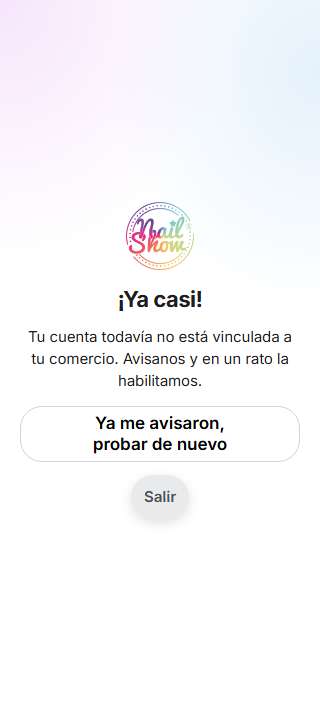 Nail
Show
¡Ya casi!
Tu cuenta todavía no está vinculada a
tu comercio. Avisanos y en un rato la
habilitamos.
Ya me avisaron,
probar de nuevo
Salir